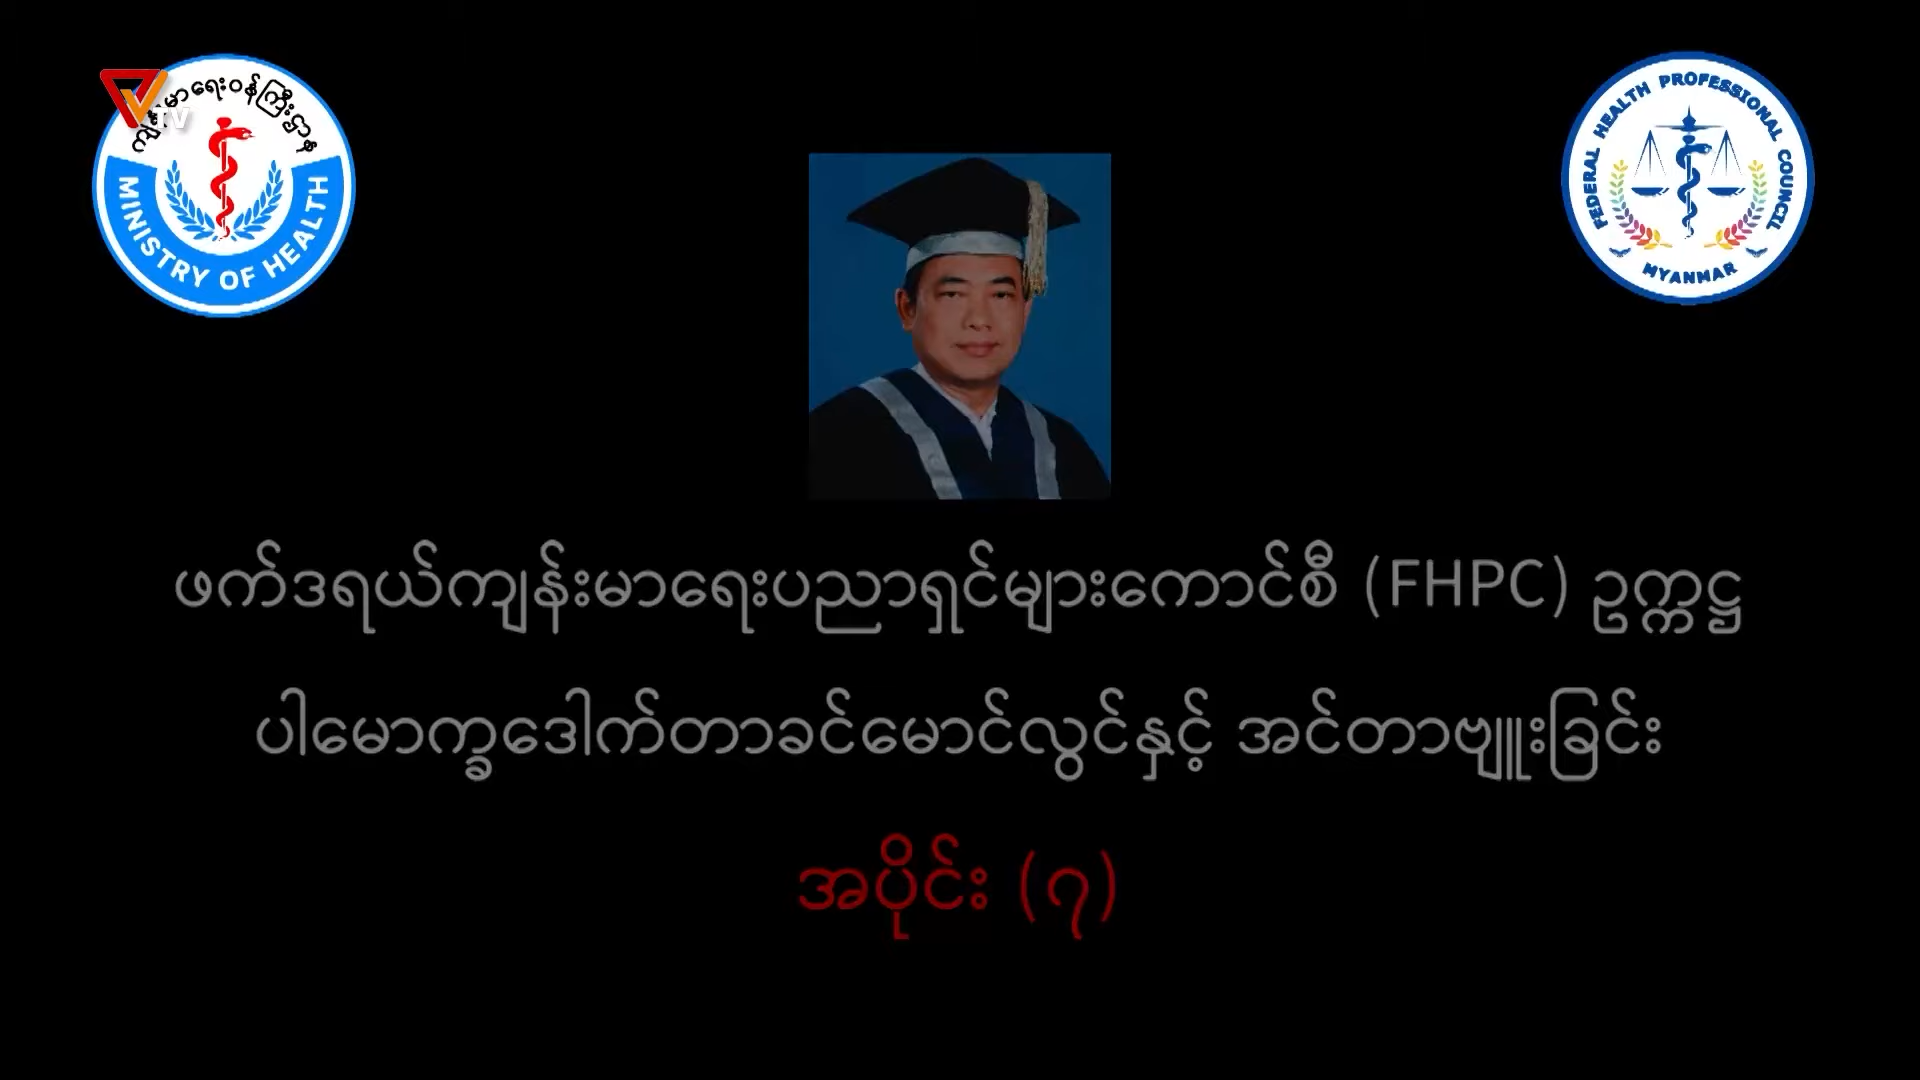 ကျန်းမာရေးဝန်ကြီးဌာန
MINISTRY OF HEALTH
TV
FEDERAL HEALTH PROFESSIONAL COUNCIL
MYANMAR
ဖက်ဒရယ်ကျန်းမာရေးပညာရှင်များကောင်စီ (FHPC) ဥက္ကဋ္ဌ
ပါမောက္ခဒေါက်တာခင်မောင်လွင်နှင့် အင်တာဗျူးခြင်း
အပိုင်း (၇)